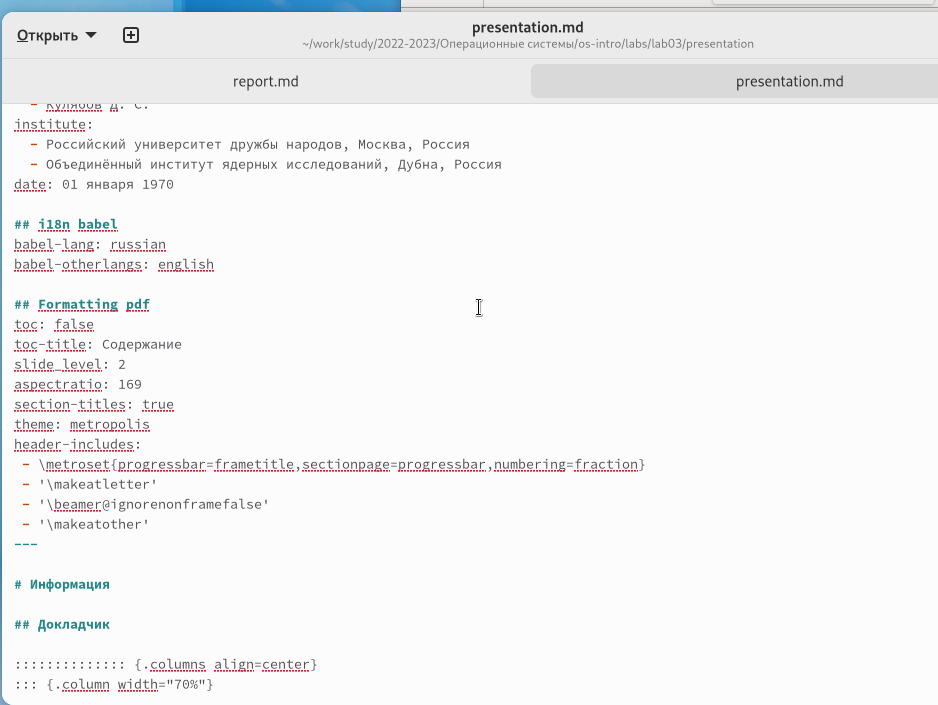 Открыть
presentation.md
~/work/study/2022-2023/Операционные системы/os-intro/labs/lab03/presentation
report.md
presentation.md
- Кулябов Д. С.
institute:
- Российский университет дружбы народов, Москва, Россия
- Объединённый институт ядерных исследований, Дубна, Россия
date: 01 января 1970
## i18n babel
babel-lang: russian
babel-otherlangs: english
## Formatting pdf
toc: false
toc-title: Содержание
slide_level: 2
aspectratio: 169
section-titles: true
theme: metropolis
header-includes:
- \metroset{progressbar=frametitle,sectionpage=progressbar,numbering=fraction}
- '\makeatletter'
- '\beamer@ignorenonframefalse'
- '\makeatother'
---
# Информация
## Докладчик
:::::::::::::: {.columns align=center}
::: {.column width="70%"}